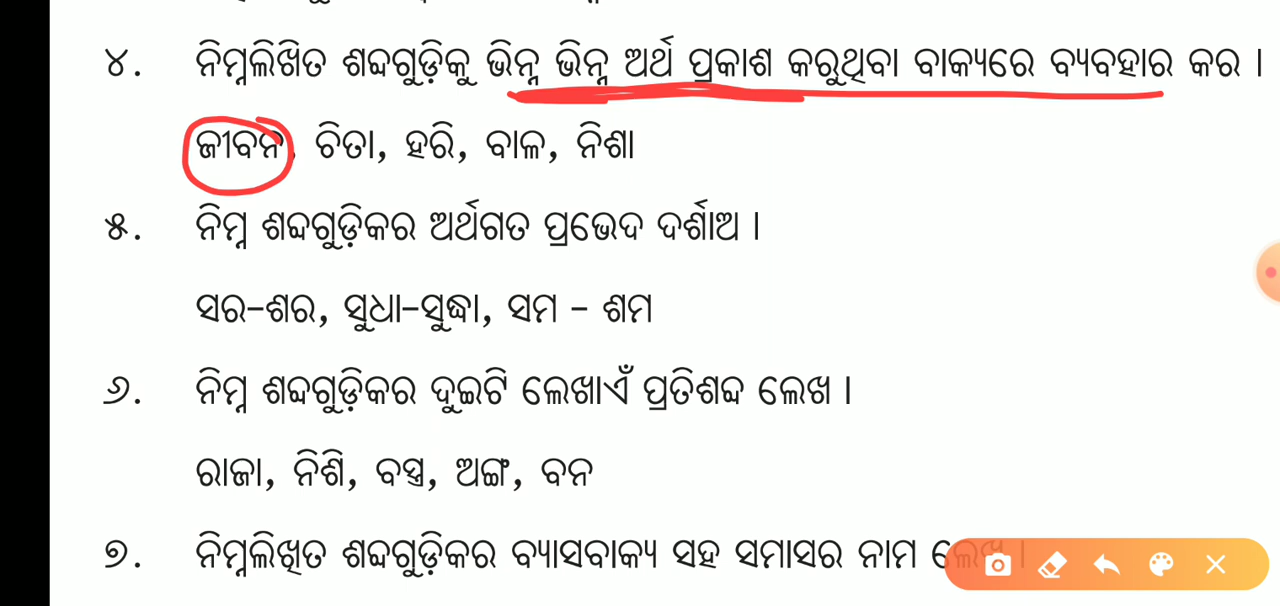 ୪. ନିମ୍ନଲିଖିତ ଶବ୍ଦଗୁଡ଼ିକୁ ଭିନ୍ନ ଭିନ୍ନ ଅର୍ଥ ପ୍ରକାଶ କରୁଥିବା ବାକ୍ୟରେ ବ୍ୟବହାର କର ।
ଜୀବନ, ଚିତା, ହରି, ବାଳ, ନିଶା
୫. ନିମ୍ନ ଶବ୍ଦଗୁଡ଼ିକର ଅର୍ଥଗତ ପ୍ରଭେଦ ଦର୍ଶାଅ ।
ସର-ଶର, ସୁଧା-ସୁଦ୍ଧା, ସମ - ଶମ
୬. ନିମ୍ନ ଶବ୍ଦଗୁଡ଼ିକର ଦୁଇଟି ଲେଖାଏଁ ପ୍ରତିଶବ୍ଦ ଲେଖ ।
ରାଜା, ନିଶି, ବସ୍ତ୍ର, ଅଙ୍ଗ, ବନ
୭. ନିମ୍ନଲିଖିତ ଶବ୍ଦଗୁଡ଼ିକର ବ୍ୟାସବାକ୍ୟ ସହ ସମାସର ନାମ ଲେଖ ।